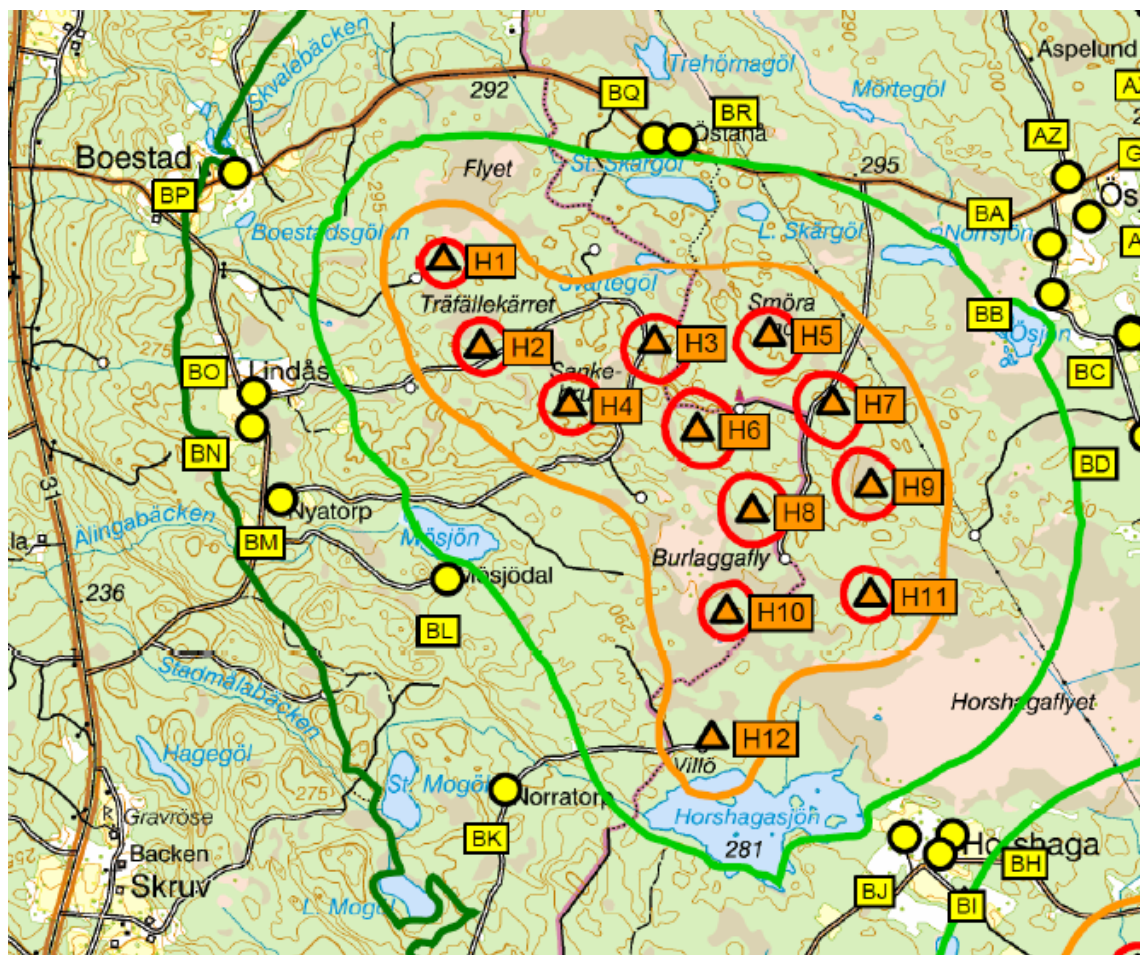 Aspelund
Trehörnagöl
Skvalebäcken
292
BQ
Mörtegöl
BR
Östana
AZ
Boestad
St. Skärgöl
295
Flyet
BP
BA
Boestadsgölen
L. Skärgöl
Norrsjön
H1
Svartegöl
Träfällekärret
Smöra
BB
Ösjön
H2
H3
H5
BO
Lindås
BC
H4
H7
H6
BN
BD
31
H9
Nyatorp
Älingabäcken
H8
BM
Mösjön
Burlaggafly
236
Mösjödal
H11
H10
BL
Stadmålabäcken
Horshagaflyet
H12
Hagegöl
275
Villö
St. Mogöl
Norratorp
Gravröse
Horshagasjön
BK
281
Horshaga
Backen
BH
Skruv
BJ
L. Mogöl
BI